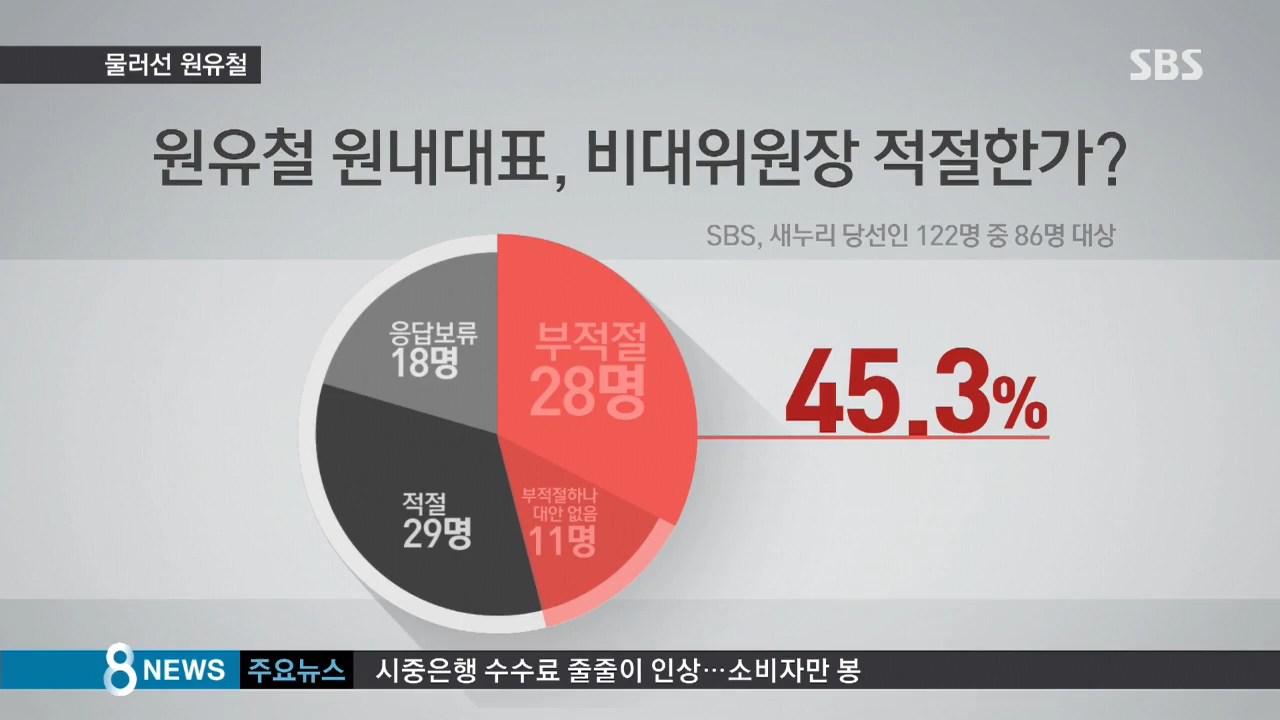 물러선 원유철
SBS
원유철 원내대표, 비대위원장 적절한가?
SBS, 새누리 당선인 122명 중 86명 대상
응답보류
18명
부적절
28명
45.3%
적절
29명
부적절하나
대안 없음
11명
8 NEWS 주요뉴스 시중은행 수수료 줄줄이 인상…소비자만 봉